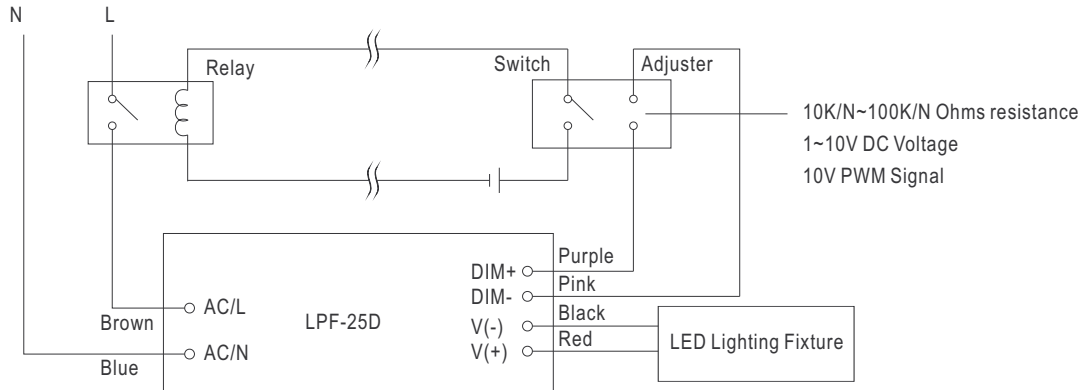 N L
Relay
Switch
Adjuster
10K/N~100K/N Ohms resistance
1~10V DC Voltage
10V PWM Signal
Purple
DIM+
Pink
DIM-
Black
V(-)
Red
V(+)
AC/L
Brown
LPF-25D
AC/N
Blue
LED Lighting Fixture